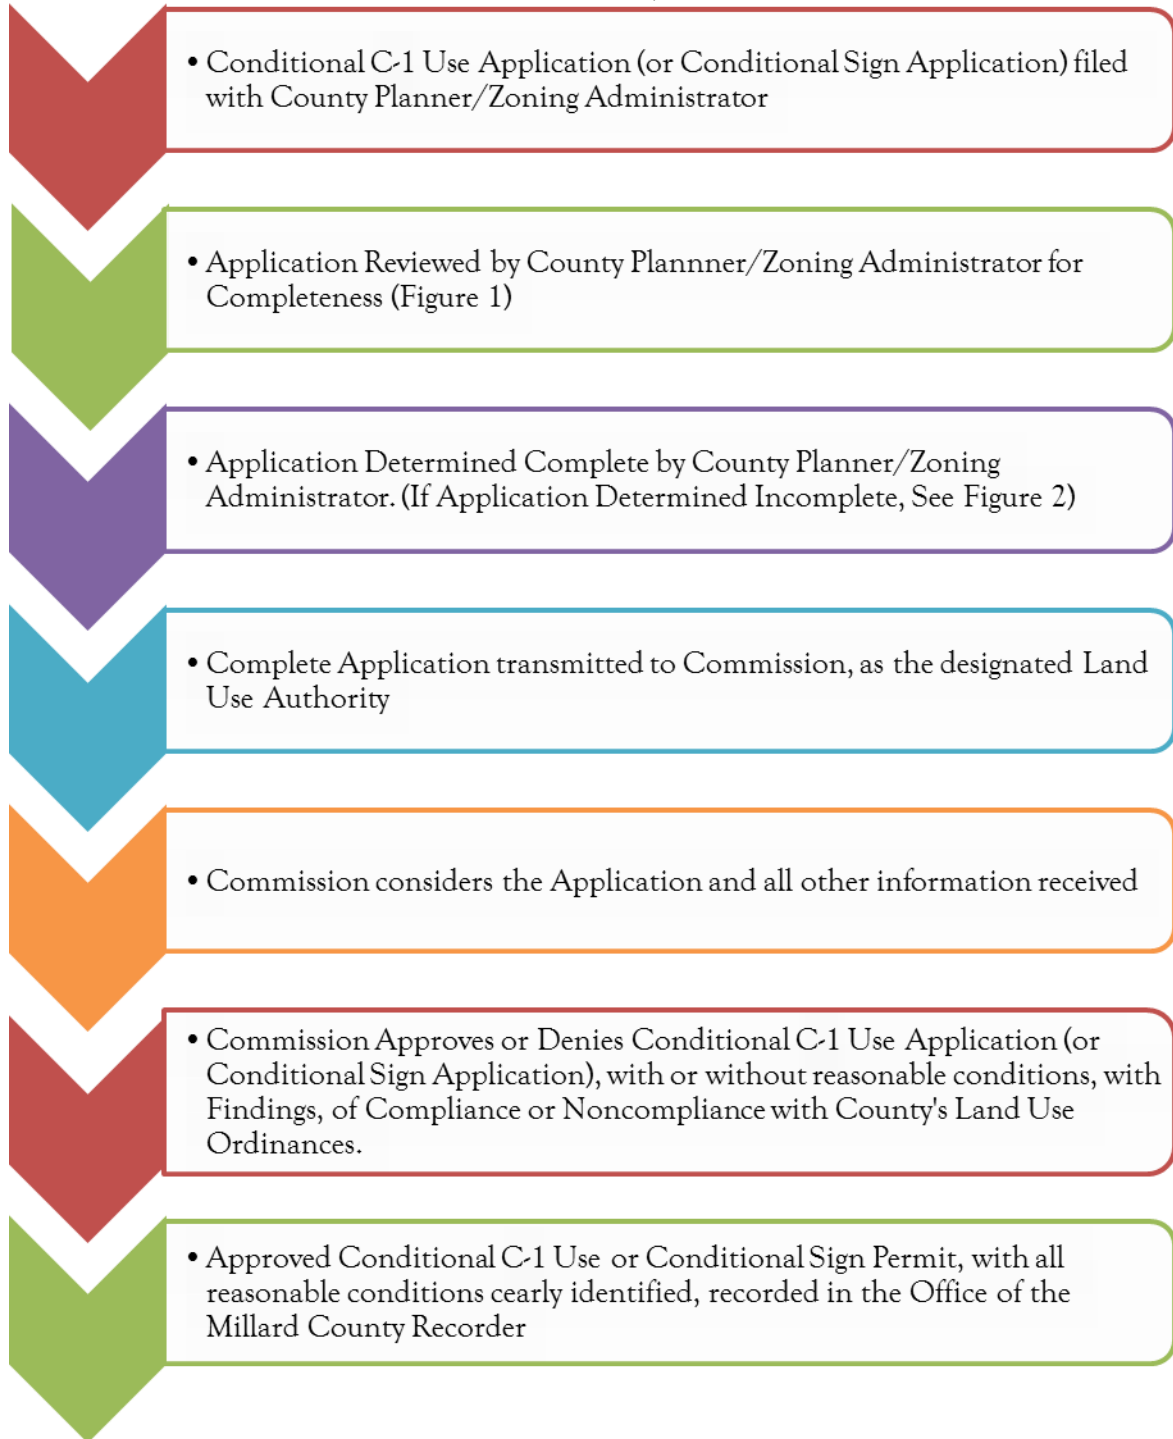 • Conditional C-1 Use Application (or Conditional Sign Application) filed
with County Planner/Zoning Administrator
• Application Reviewed by County Plannner/Zoning Administrator for
Completeness (Figure 1)
• Application Determined Complete by County Planner/Zoning
Administrator. (If Application Determined Incomplete, See Figure 2)
• Complete Application transmitted to Commission, as the designated Land
Use Authority
• Commission considers the Application and all other information received
• Commission Approves or Denies Conditional C-1 Use Application (or
Conditional Sign Application), with or without reasonable conditions, with
Findings, of Compliance or Noncompliance with County's Land Use
Ordinances.
• Approved Conditional C-1 Use or Conditional Sign Permit, with all
reasonable conditions cearly identified, recorded in the Office of the
Millard County Recorder